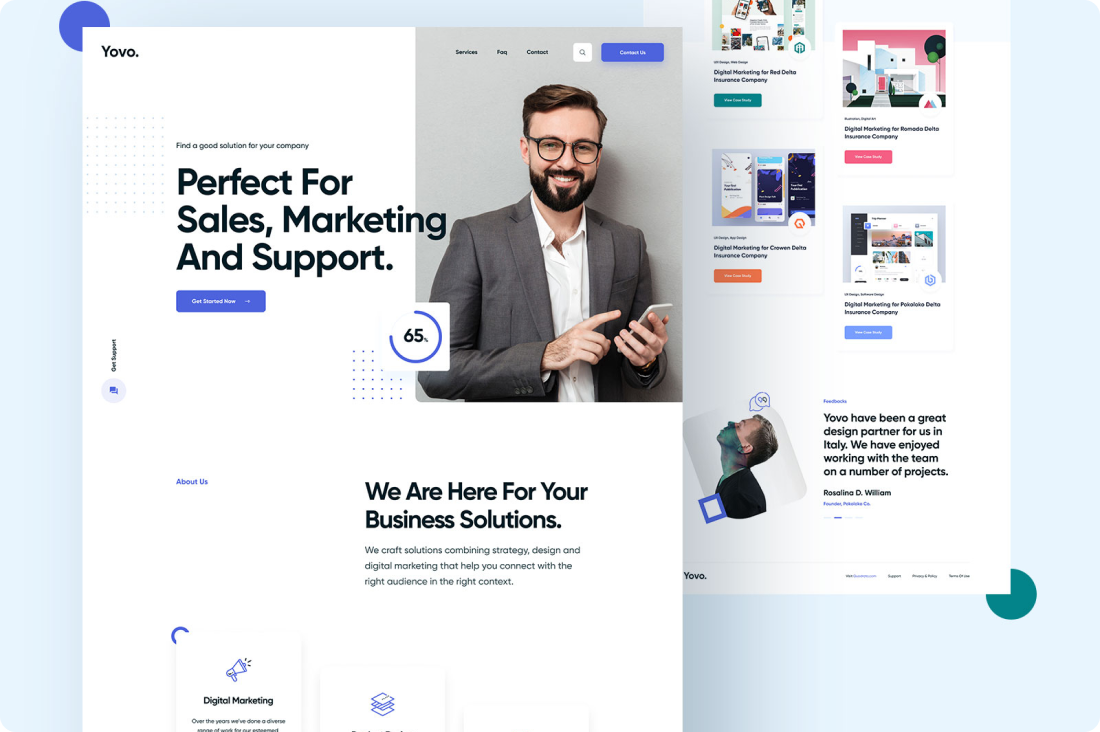 Yovo.
Services
Faq
Contact
Contact Us
Find a good solution for your company
Perfect For
Sales, Marketing
And Support.
Get Started Now
65%
Get Support
About Us
We Are Here For Your
Business Solutions.
We craft solutions combining strategy, design and
digital marketing that help you connect with the
right audience in the right context.
Digital Marketing
Over the years we've done a diverse
range of work for our esteemed
UX Design, Web Design
Digital Marketing for Red Delta
Insurance Company
View Case Study
Illustration, Digital Art
Digital Marketing for Romada Delta
Insurance Company
View Case Study
UX Design, App Design
Digital Marketing for Crowen Delta
Insurance Company
View Case Study
UX Design, Software Design
Digital Marketing for Pokoloko Delta
Insurance Company
View Case Study
Feedbacks
Yovo have been a great
design partner for us in
Italy. We have enjoyed
working with the team
on a number of projects.
Rosalina D. William
Founder, Pokoloko Co.
Yovo.
Visit
Support
Privacy & Policy
Terms Of Use